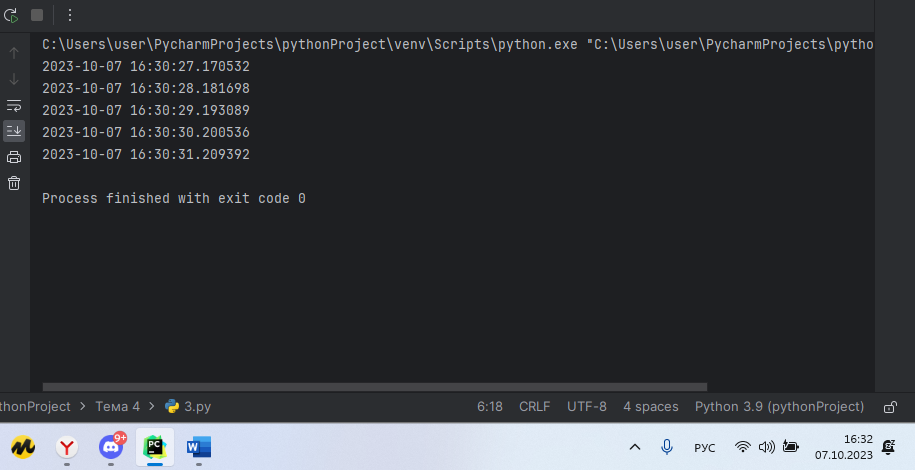 C:\Users\user\PycharmProjects\pythonProject\venv\Scripts\python.exe "C:\Users\user\PycharmProjects\pytho
2023-10-07 16:30:27.170532
2023-10-07 16:30:28.181698
2023-10-07 16:30:29.193089
2023-10-07 16:30:30.200536
2023-10-07 16:30:31.209392
Process finished with exit code 0
thonProject > Тема 4 > 3.py 6:18 CRLF UTF-8 4 spaces Python 3.9 (pythonProject)
9+ PC W РУС 16:32
07.10.2023